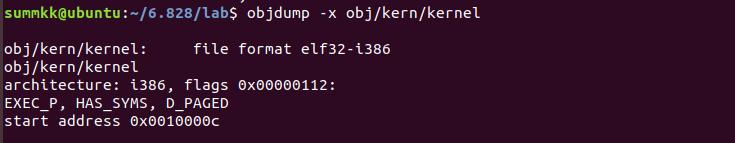 summkk@ubuntu:~/6.828/lab$ objdump -x obj/kern/kernel
obj/kern/kernel:     file format elf32-i386
obj/kern/kernel
architecture: i386, flags 0x00000112:
EXEC_P, HAS_SYMS, D_PAGED
start address 0x0010000c